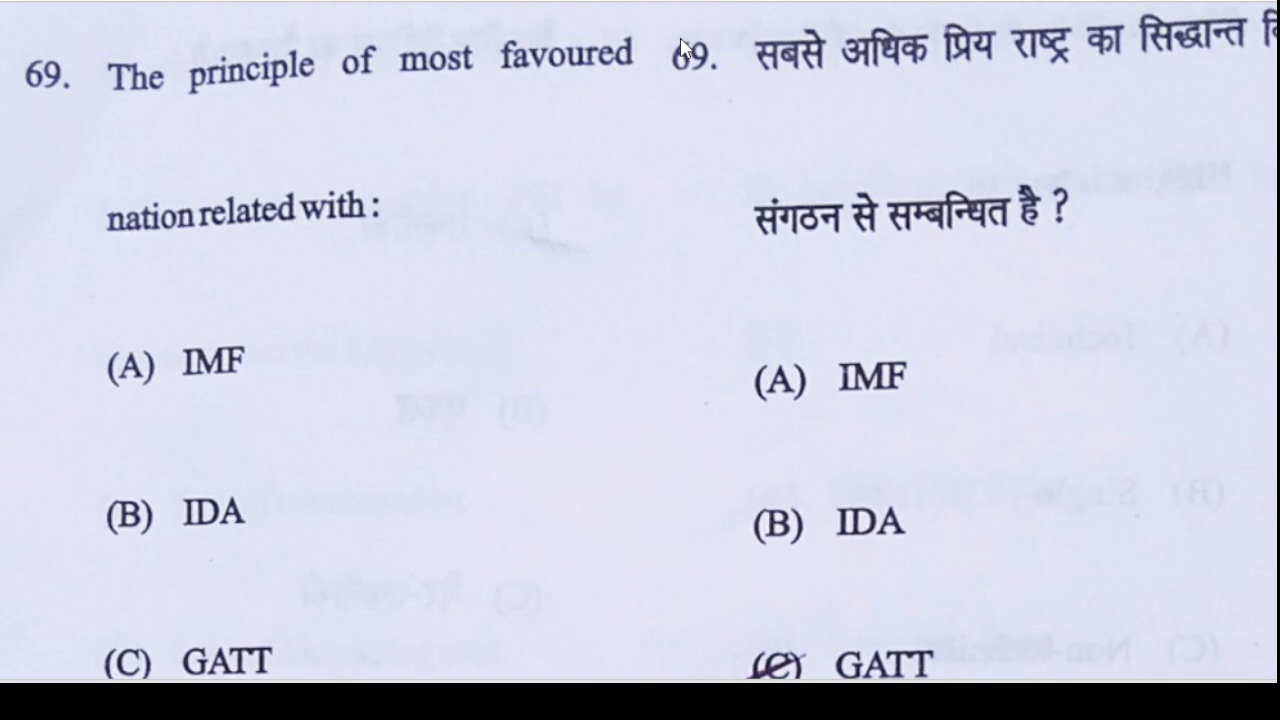 69. The principle of most favoured
nation related with :
(A) IMF
(B) IDA
(C) GATT
69. सबसे अधिक प्रिय राष्ट्र का सिद्धान्त
संगठन से सम्बन्धित है ?
(A) IMF
(B) IDA
(C) GATT